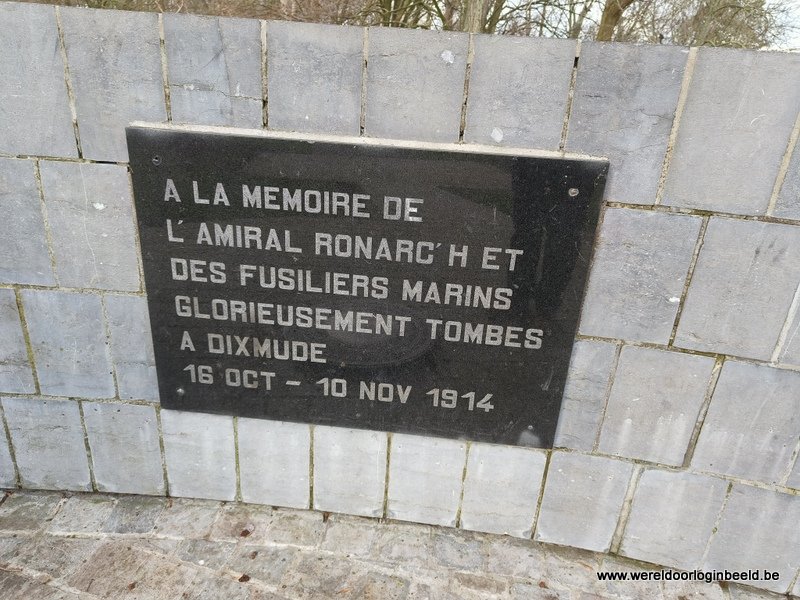 A LA MEMOIRE DE
L'AMIRAL RONARC'H ET
DES FUSILIERS MARINS
GLORIEUSEMENT TOMBES
A DIXMUDE
16 OCT - 10 NOV 1914
www.wereldoorloginbeeld.be